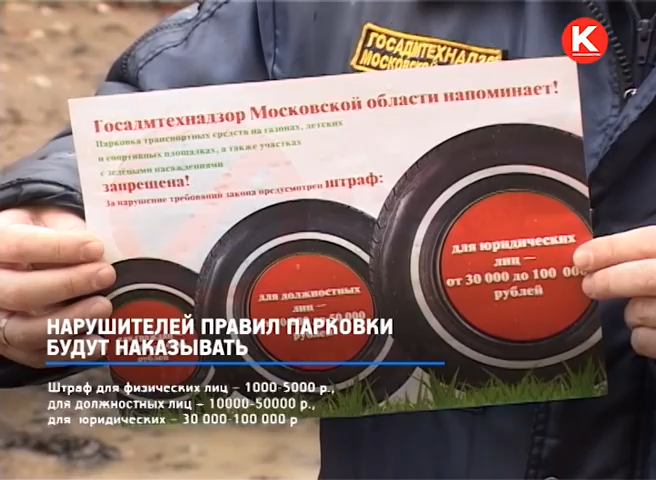 K
ГОСАДМТЕХНАДЗОР
МОСКОВСКОЙ
Госадмтехнадзор Московской области напоминает!
Парковка транспортных средств на газонах, детских
и спортивных площадках, а также участках
с зелеными насаждениями
запрещена!
За нарушение требований закона предусмотрен штраф:
для юридических
лиц –
от 30 000 до 100 000
рублей
для должностных
лиц –
50 000
рублей
НАРУШИТЕЛЕЙ ПРАВИЛ ПАРКОВКИ
БУДУТ НАКАЗЫВАТЬ
Штраф для физических лиц – 1000-5000 р.,
для должностных лиц – 10000-50000 р.,
для юридических – 30 000-100 000 р